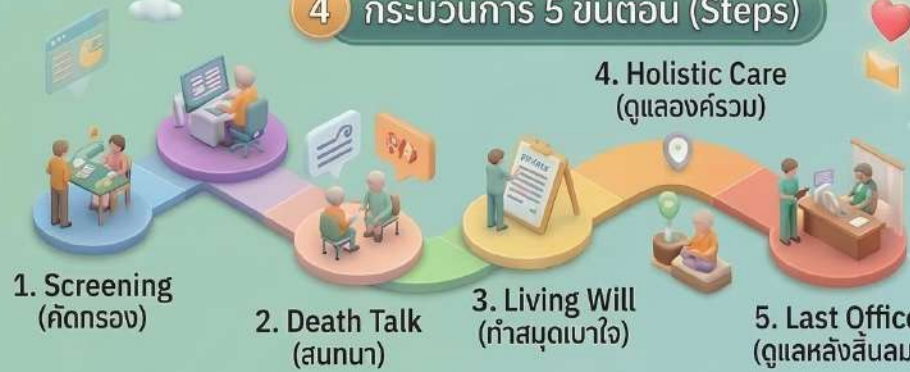 4 กระบวนการ 5 ขั้นตอน (Steps)
4. Holistic Care
(ดูแลองค์รวม)
1. Screening
(คัดกรอง)
2. Death Talk
(สนทนา)
3. Living Will
(ทำสมุดเบาใจ)
5. Last Office
(ดูแลหลังสิ้นลม